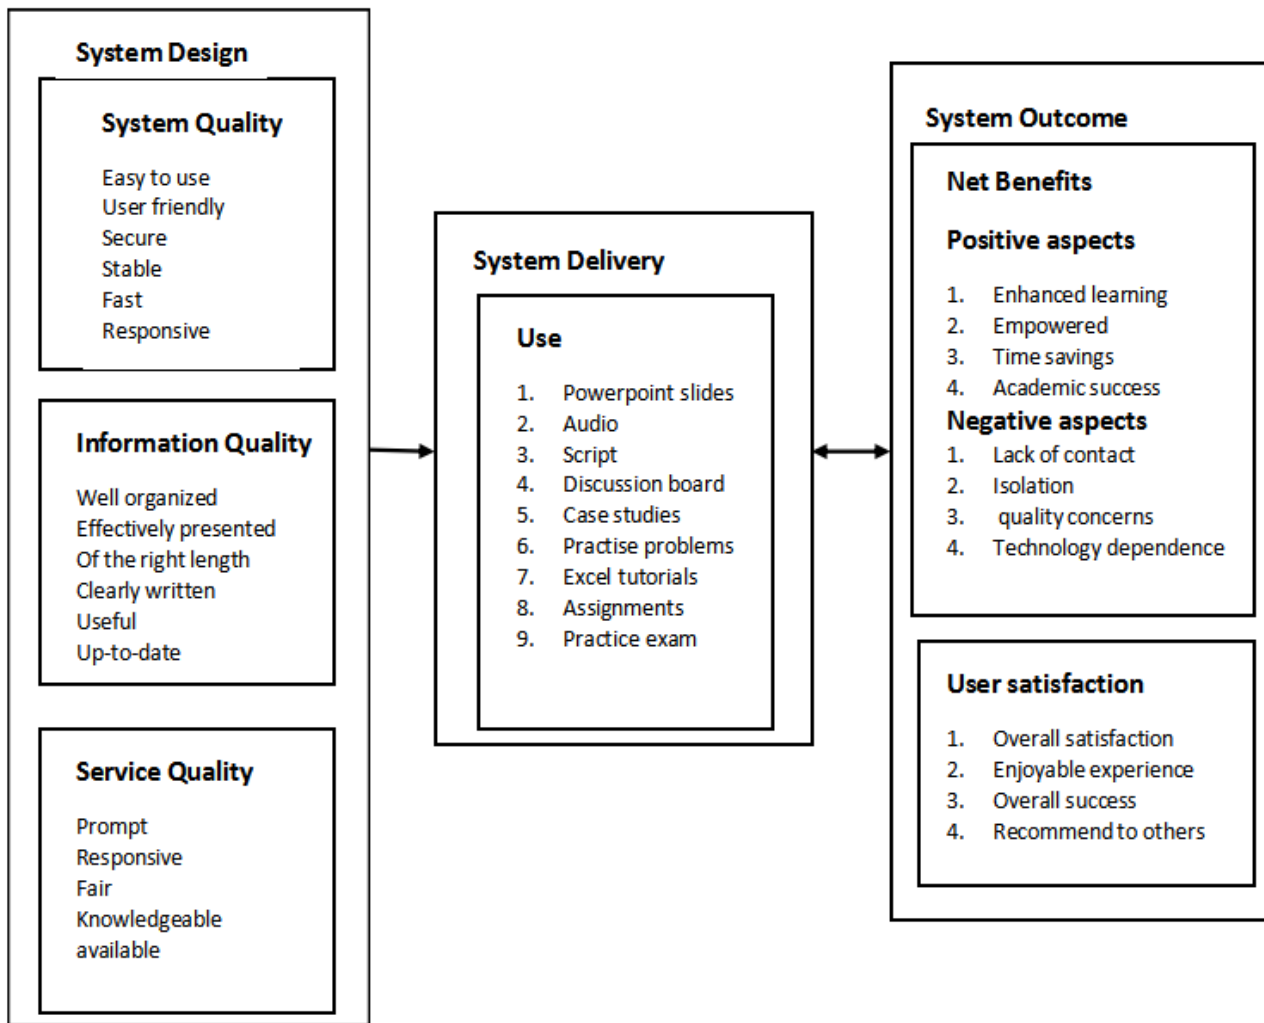 System Design
System Quality
Easy to use
User friendly
Secure
Stable
Fast
Responsive
Information Quality
Well organized
Effectively presented
Of the right length
Clearly written
Useful
Up-to-date
Service Quality
Prompt
Responsive
Fair
Knowledgeable
available
System Delivery
Use
1. Powerpoint slides
2. Audio
3. Script
4. Discussion board
5. Case studies
6. Practise problems
7. Excel tutorials
8. Assignments
9. Practice exam
System Outcome
Net Benefits
Positive aspects
1. Enhanced learning
2. Empowered
3. Time savings
4. Academic success
Negative aspects
1. Lack of contact
2. Isolation
3. quality concerns
4. Technology dependence
User satisfaction
1. Overall satisfaction
2. Enjoyable experience
3. Overall success
4. Recommend to others